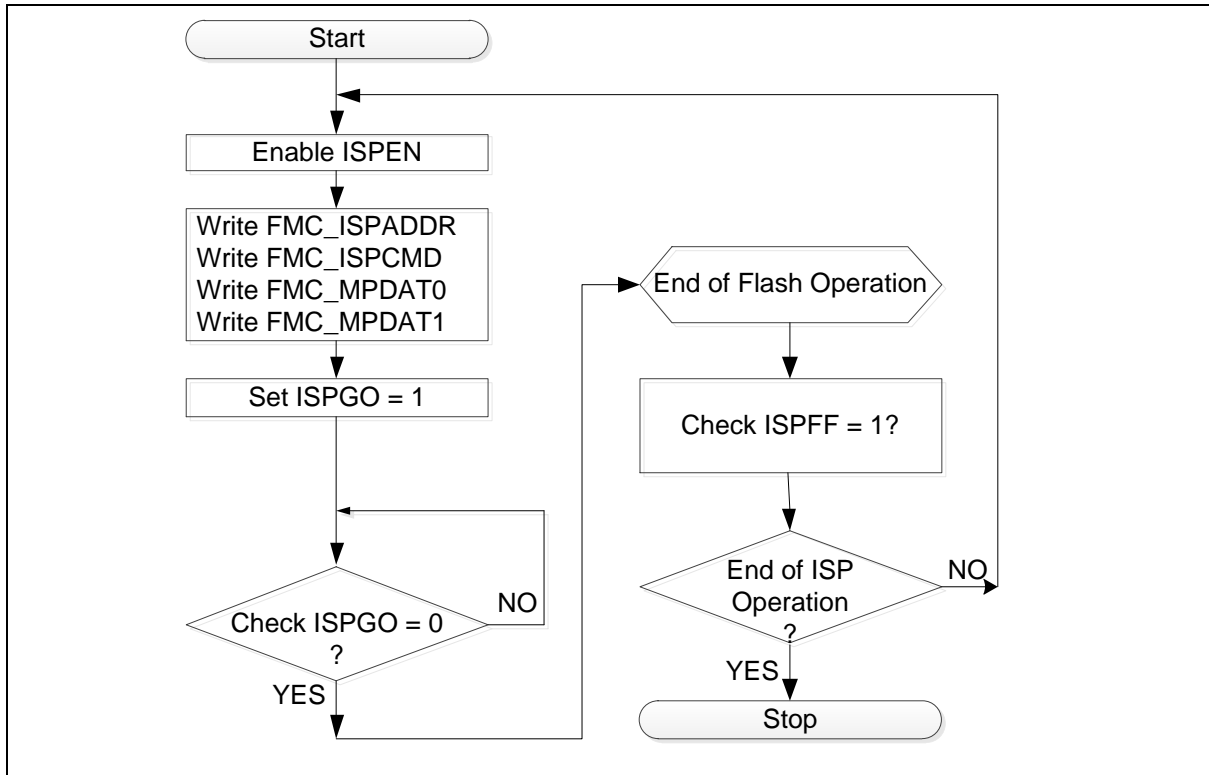 Start
Enable ISPEN
Write FMC_ISPADDR
Write FMC_ISPCMD
Write FMC_MPDAT0
Write FMC_MPDAT1
Set ISPGO = 1
Check ISPGO = 0
?
NO
YES
End of Flash Operation
Check ISPFF = 1?
End of ISP
Operation
?
NO
YES
Stop